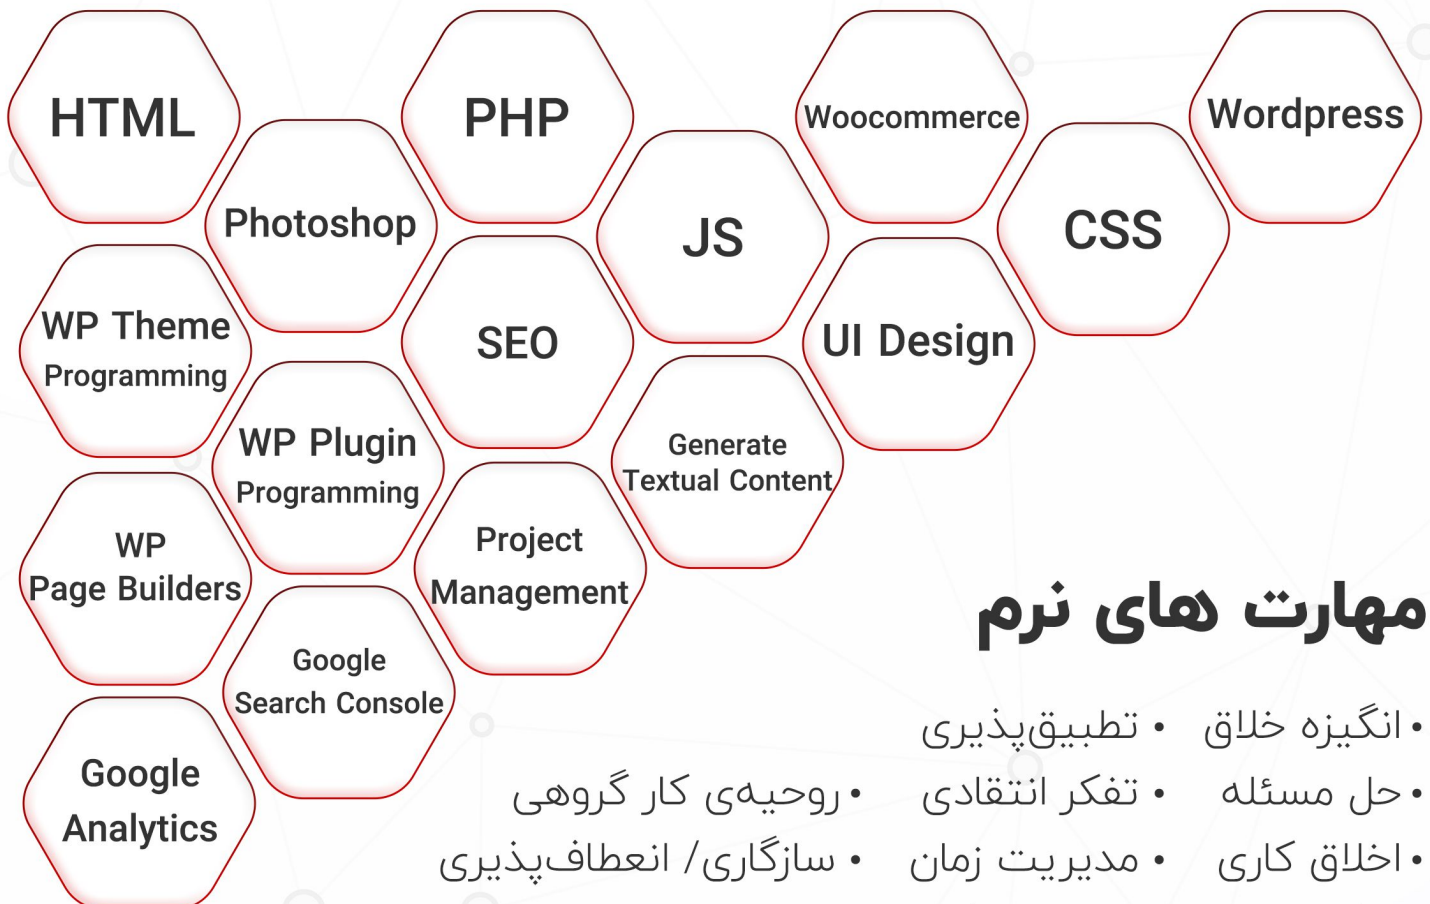 HTML
PHP
Woocommerce
Wordpress
Photoshop
JS
CSS
WP Theme
Programming
SEO
UI Design
WP Plugin
Programming
Generate
Textual Content
WP
Page Builders
Project
Management
Google
Search Console
Google
Analytics
مهارت های نرم
• انگیزه خلاق • تطبیق‌پذیری
• حل مسئله • تفکر انتقادی • روحیه‌ی کار گروهی
• اخلاق کاری • مدیریت زمان • سازگاری/ انعطاف‌پذیری